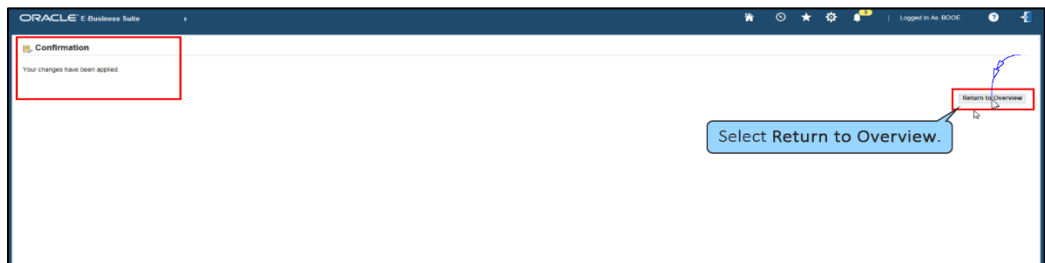 ORACLE E-Business Suite
Logged In As BOOE
Confirmation
Your changes have been applied.
Return to Overview
Select Return to Overview.